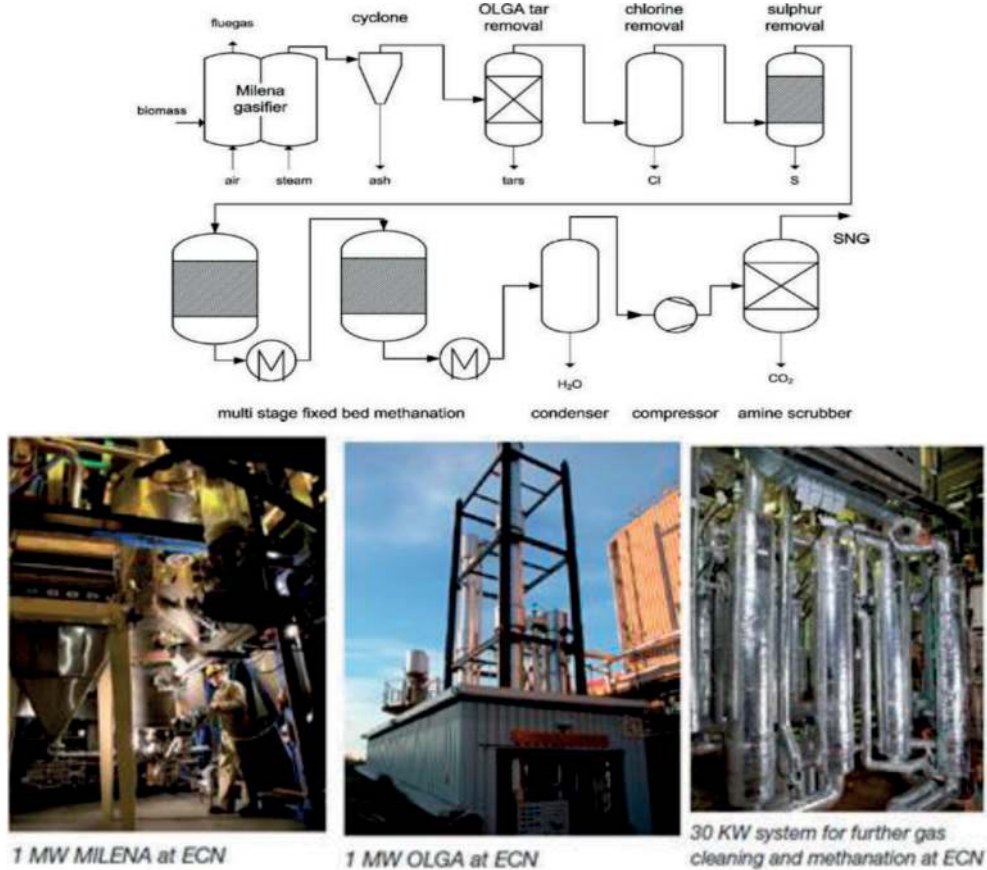 fluegas
cyclone
OLGA tar
removal
chlorine
removal
sulphur
removal
Milena
gasifier
biomass
air
steam
ash
tars
Cl
S
SNG
H₂O
CO₂
multi stage fixed bed methanation
condenser
compressor
amine scrubber
1 MW MILENA at ECN
1 MW OLGA at ECN
30 KW system for further gas
cleaning and methanation at ECN